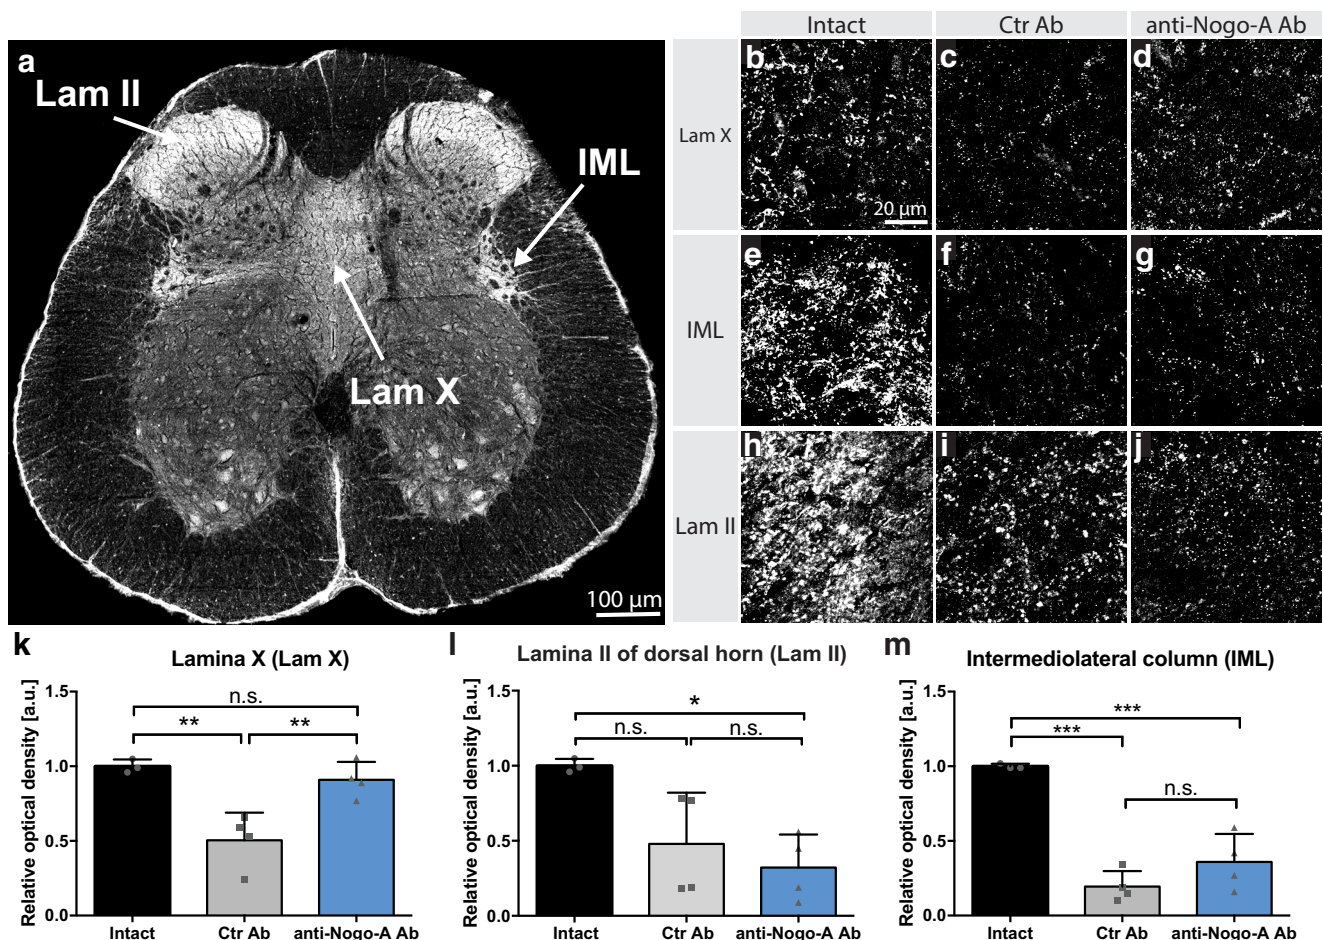 Intact
Ctr Ab
anti-Nogo-A Ab
a
Lam II
IML
Lam X
100 µm
Lam X
b
20 µm
c
d
IML
e
f
g
Lam II
h
i
j
k
Lamina X (Lam X)
Relative optical density [a.u.]
1.5
1.0
0.5
0.0
n.s.
**
**
Intact
Ctr Ab
anti-Nogo-A Ab
l
Lamina II of dorsal horn (Lam II)
Relative optical density [a.u.]
1.5
1.0
0.5
0.0
*
n.s.
n.s.
Intact
Ctr Ab
anti-Nogo-A Ab
m
Intermediolateral column (IML)
Relative optical density [a.u.]
1.5
1.0
0.5
0.0
***
***
n.s.
Intact
Ctr Ab
anti-Nogo-A Ab